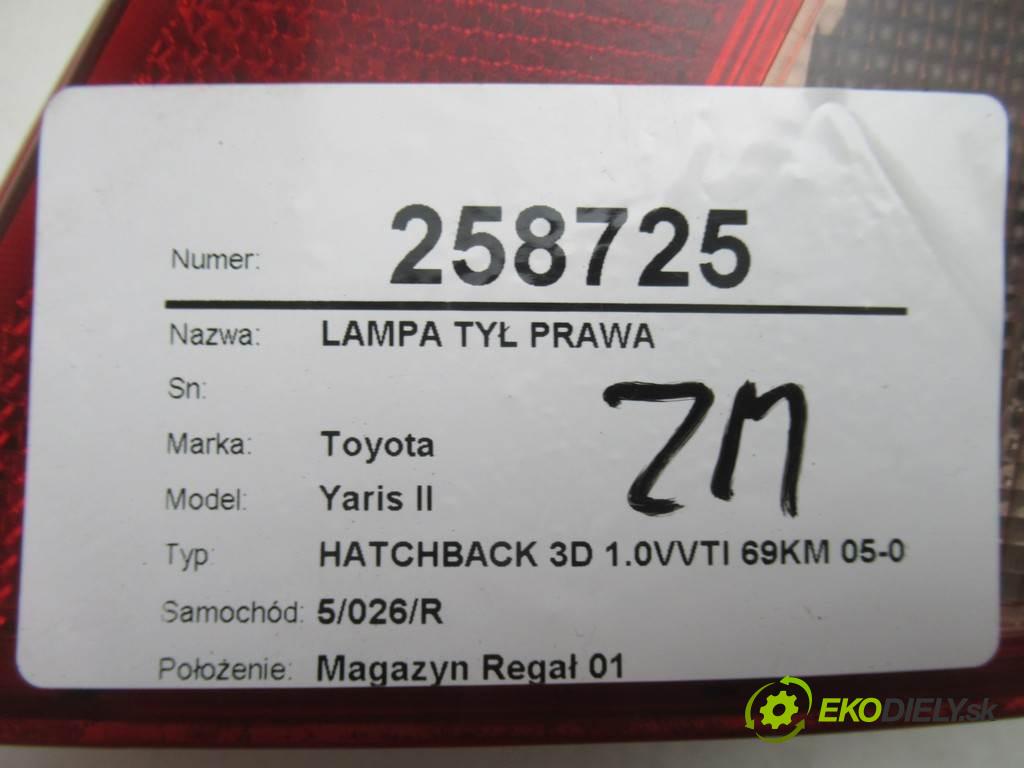 Numer: 258725
Nazwa: LAMPA TYŁ PRAWA
Sn:
ZM
Marka: Toyota
Model: Yaris II
Typ: HATCHBACK 3D 1.0VVTI 69KM 05-0
Samochód: 5/026/R
Położenie: Magazyn Regał 01
EKODIELY.sk